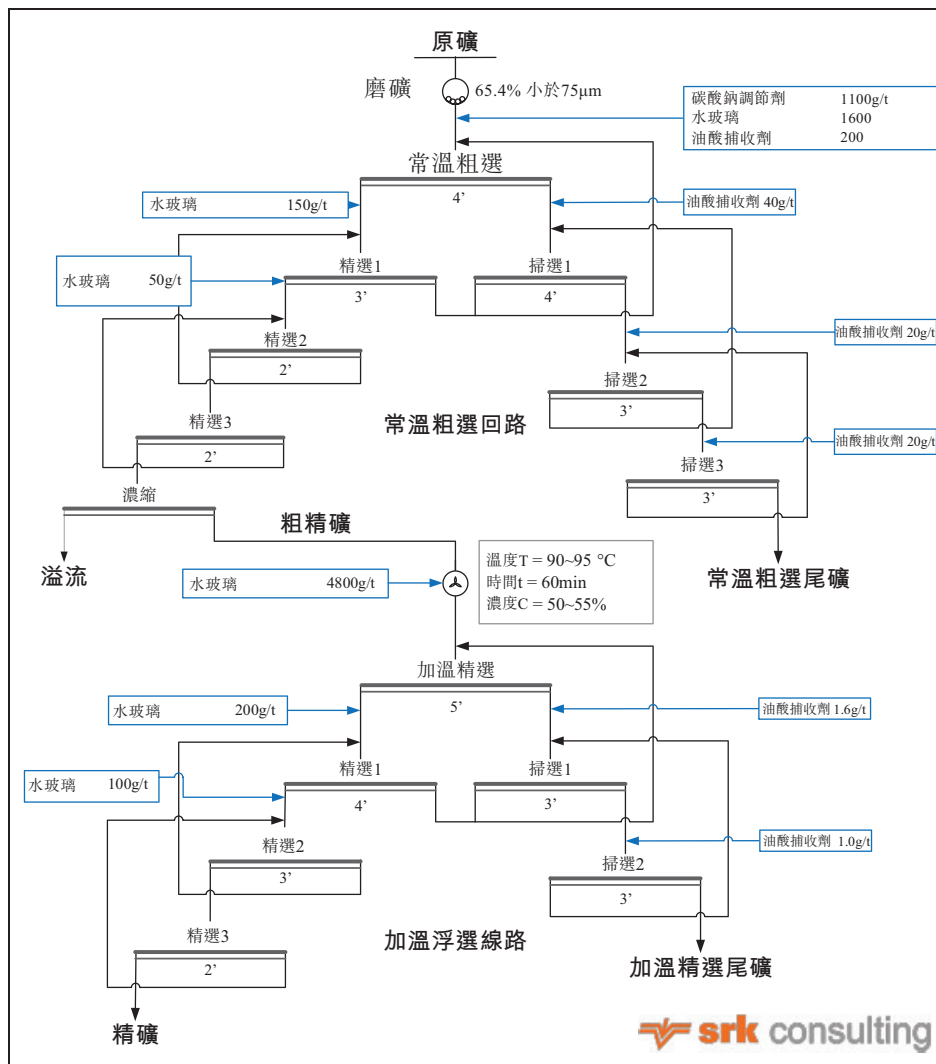 原礦
磨礦
65.4% 小於75μm
碳酸鈉調節劑 1100g/t
水玻璃 1600
油酸捕收劑 200
常溫粗選
4’
水玻璃 150g/t
油酸捕收劑 40g/t
精選1
掃選1
水玻璃 50g/t
3’
4’
精選2
油酸捕收劑 20g/t
2’
掃選2
精選3
常溫粗選回路
3’
油酸捕收劑 20g/t
2’
掃選3
濃縮
3’
粗精礦
溢流
水玻璃 4800g/t
溫度T = 90~95 °C
時間t = 60min
濃度C = 50~55%
常溫粗選尾礦
加溫精選
5’
水玻璃 200g/t
油酸捕收劑 1.6g/t
精選1
掃選1
水玻璃 100g/t
4’
3’
精選2
油酸捕收劑 1.0g/t
掃選2
3’
3’
精選3
加溫浮選線路
2’
加溫精選尾礦
精礦
srk consulting